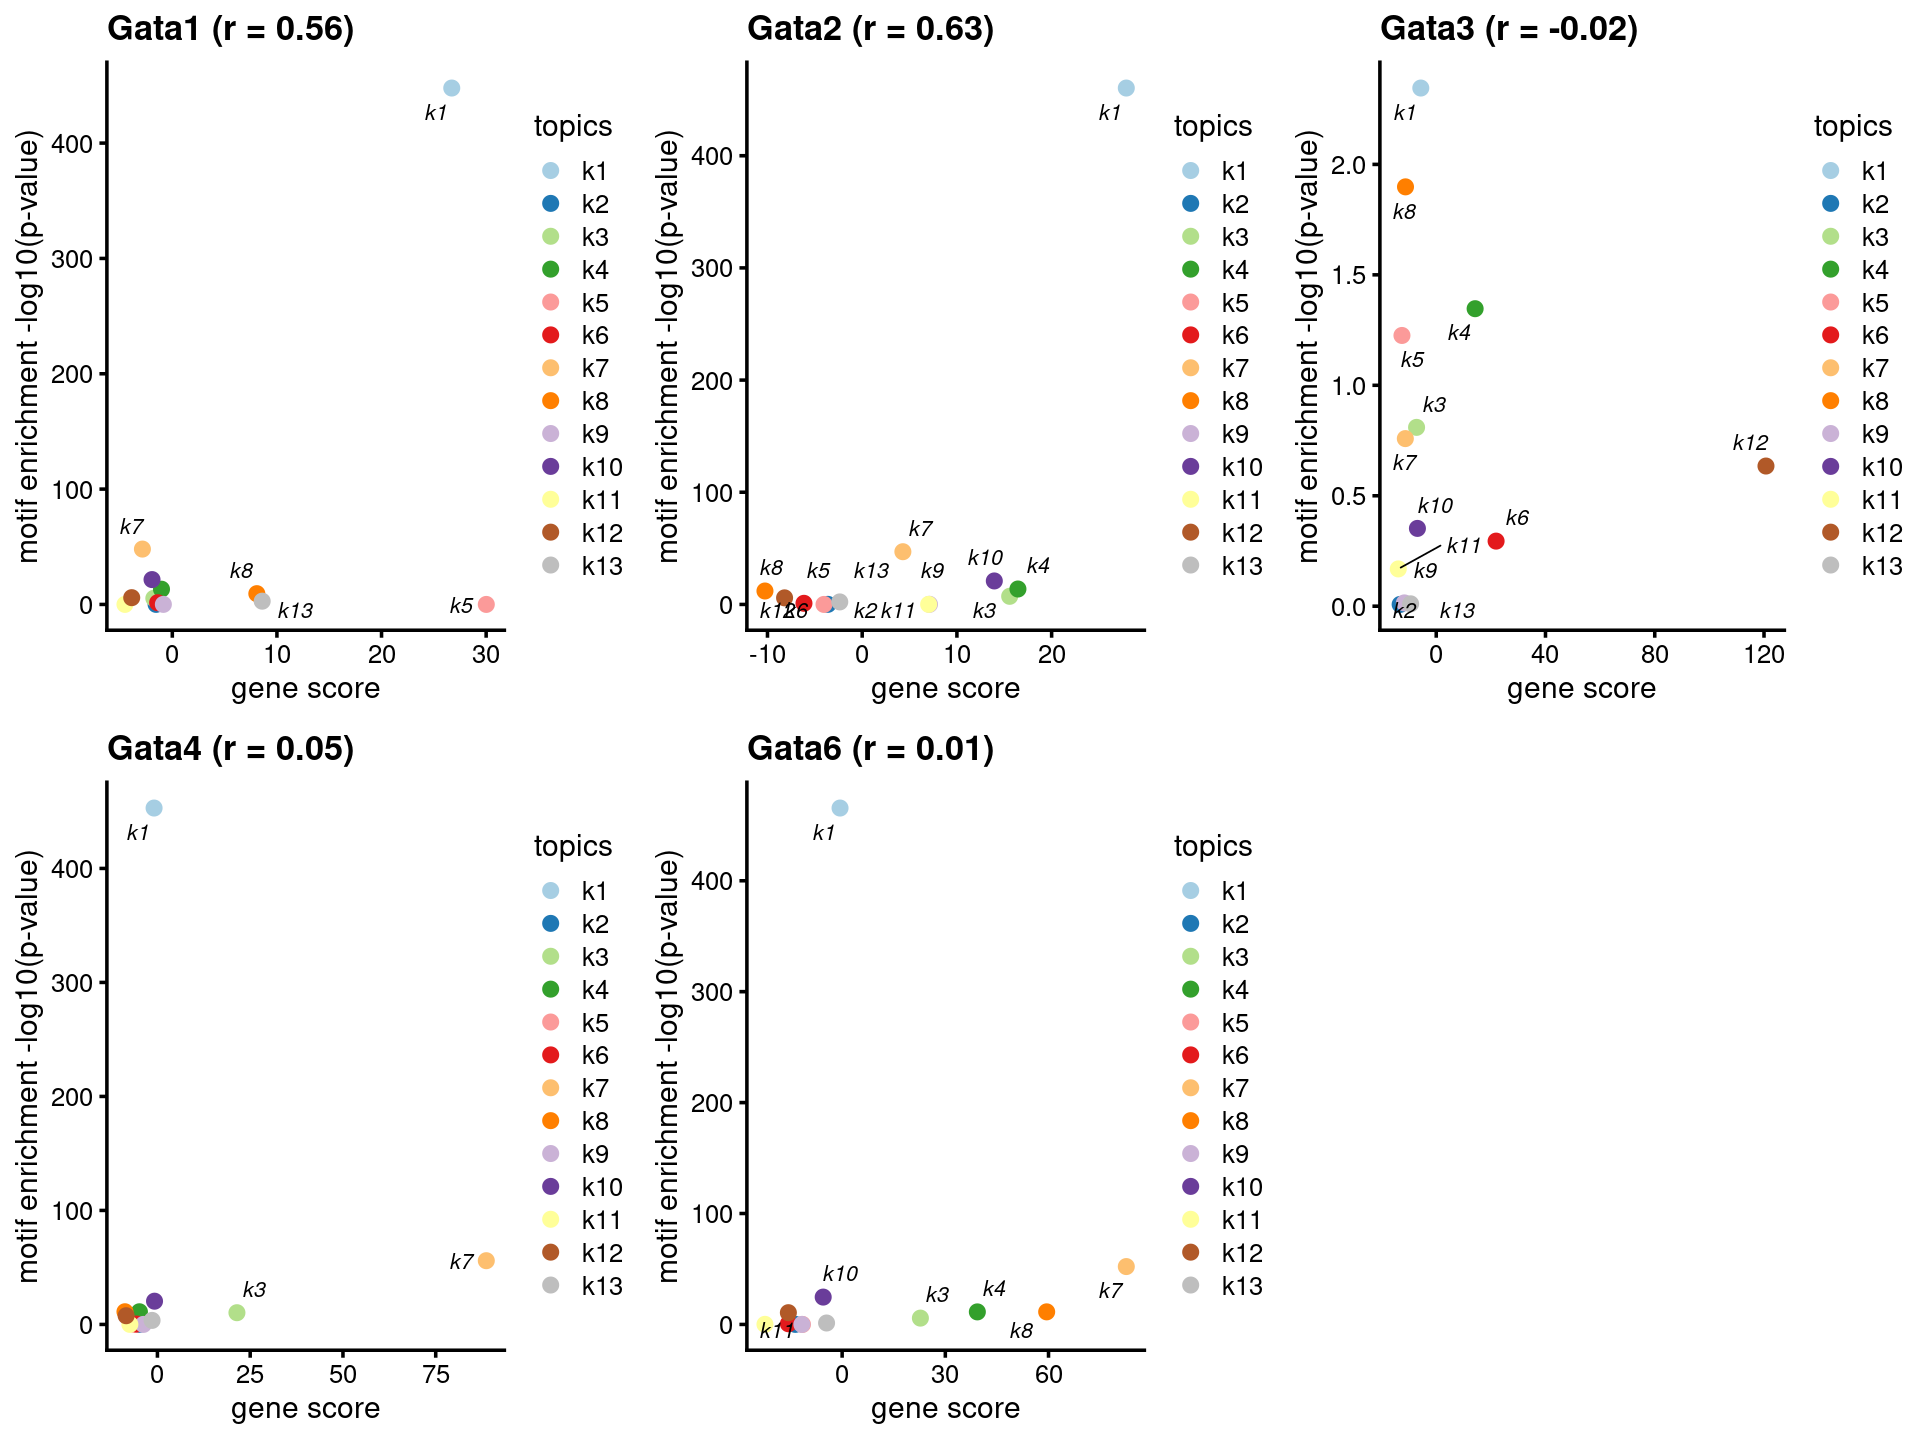 Gata1 (r = 0.56)
motif enrichment -log10(p-value)
400
300
200
100
0
0
10
20
30
gene score
k1
k7
k8
k13
k5
topics
k1
k2
k3
k4
k5
k6
k7
k8
k9
k10
k11
k12
k13
Gata2 (r = 0.63)
motif enrichment -log10(p-value)
400
300
200
100
0
-10
0
10
20
gene score
k1
k7
k8
k5
k13
k9
k10
k4
k12
k6
k2
k11
k3
topics
k1
k2
k3
k4
k5
k6
k7
k8
k9
k10
k11
k12
k13
Gata3 (r = -0.02)
motif enrichment -log10(p-value)
2.0
1.5
1.0
0.5
0.0
0
40
80
120
gene score
k1
k8
k4
k5
k3
k7
k12
k10
k6
k11
k9
k2
k13
topics
k1
k2
k3
k4
k5
k6
k7
k8
k9
k10
k11
k12
k13
Gata4 (r = 0.05)
motif enrichment -log10(p-value)
400
300
200
100
0
0
25
50
75
gene score
k1
k7
k3
topics
k1
k2
k3
k4
k5
k6
k7
k8
k9
k10
k11
k12
k13
Gata6 (r = 0.01)
motif enrichment -log10(p-value)
400
300
200
100
0
0
30
60
gene score
k1
k10
k3
k4
k7
k8
k11
topics
k1
k2
k3
k4
k5
k6
k7
k8
k9
k10
k11
k12
k13